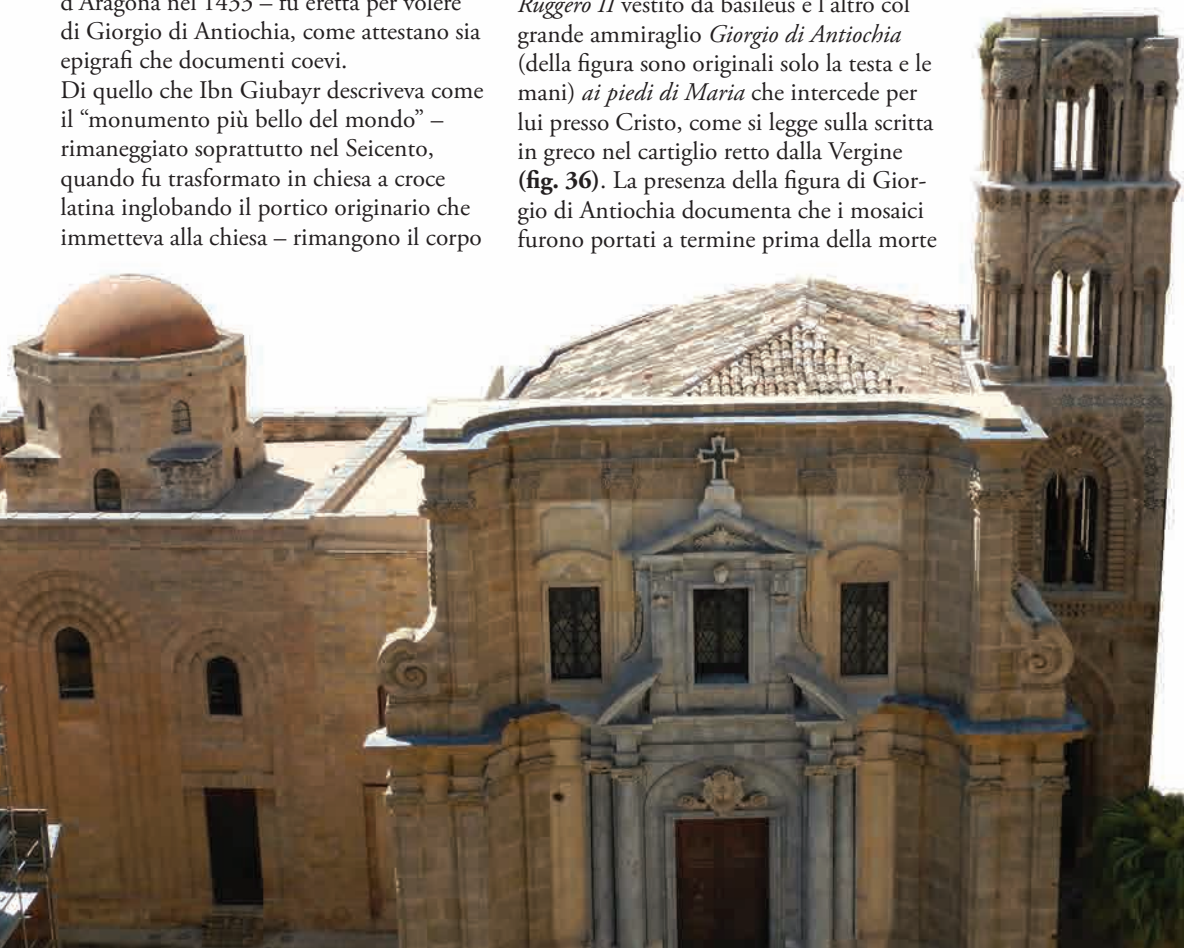 d'Aragona nel 1433 – fu eretta per volere
di Giorgio di Antiochia, come attestano sia
epigrafi che documenti coevi.
Di quello che Ibn Giubayr descriveva come
il “monumento più bello del mondo” –
rimaneggiato soprattutto nel Seicento,
quando fu trasformato in chiesa a croce
latina inglobando il portico originario che
immetteva alla chiesa – rimangono il corpo
Ruggero II vestito da basileus e l'altro col
grande ammiraglio Giorgio di Antiochia
(della figura sono originali solo la testa e le
mani) ai piedi di Maria che intercede per
lui presso Cristo, come si legge sulla scritta
in greco nel cartiglio retto dalla Vergine
(fig. 36). La presenza della figura di Gior-
gio di Antiochia documenta che i mosaici
furono portati a termine prima della morte